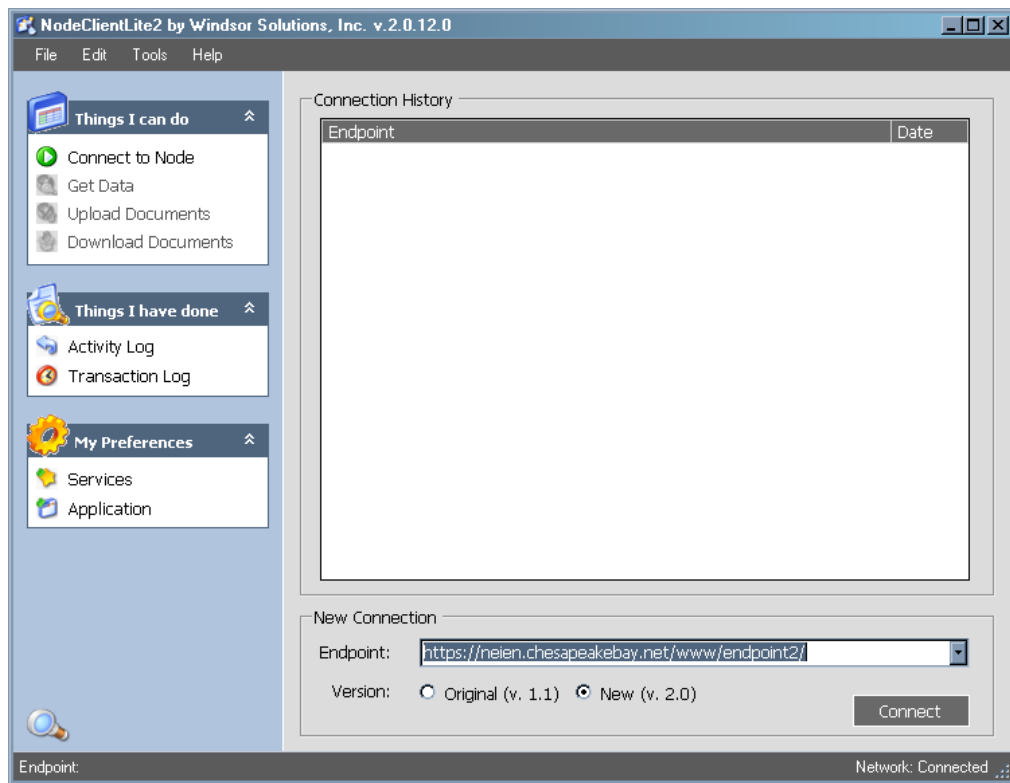 NodeClientLite2 by Windsor Solutions, Inc. v.2.0.12.0
File Edit Tools Help
Things I can do
Connect to Node
Get Data
Upload Documents
Download Documents
Things I have done
Activity Log
Transaction Log
My Preferences
Services
Application
Connection History
Endpoint Date
New Connection
Endpoint: https://neien.chesapeakebay.net/www/endpoint2/
Version: Original (v. 1.1) New (v. 2.0)
Connect
Endpoint: Network: Connected